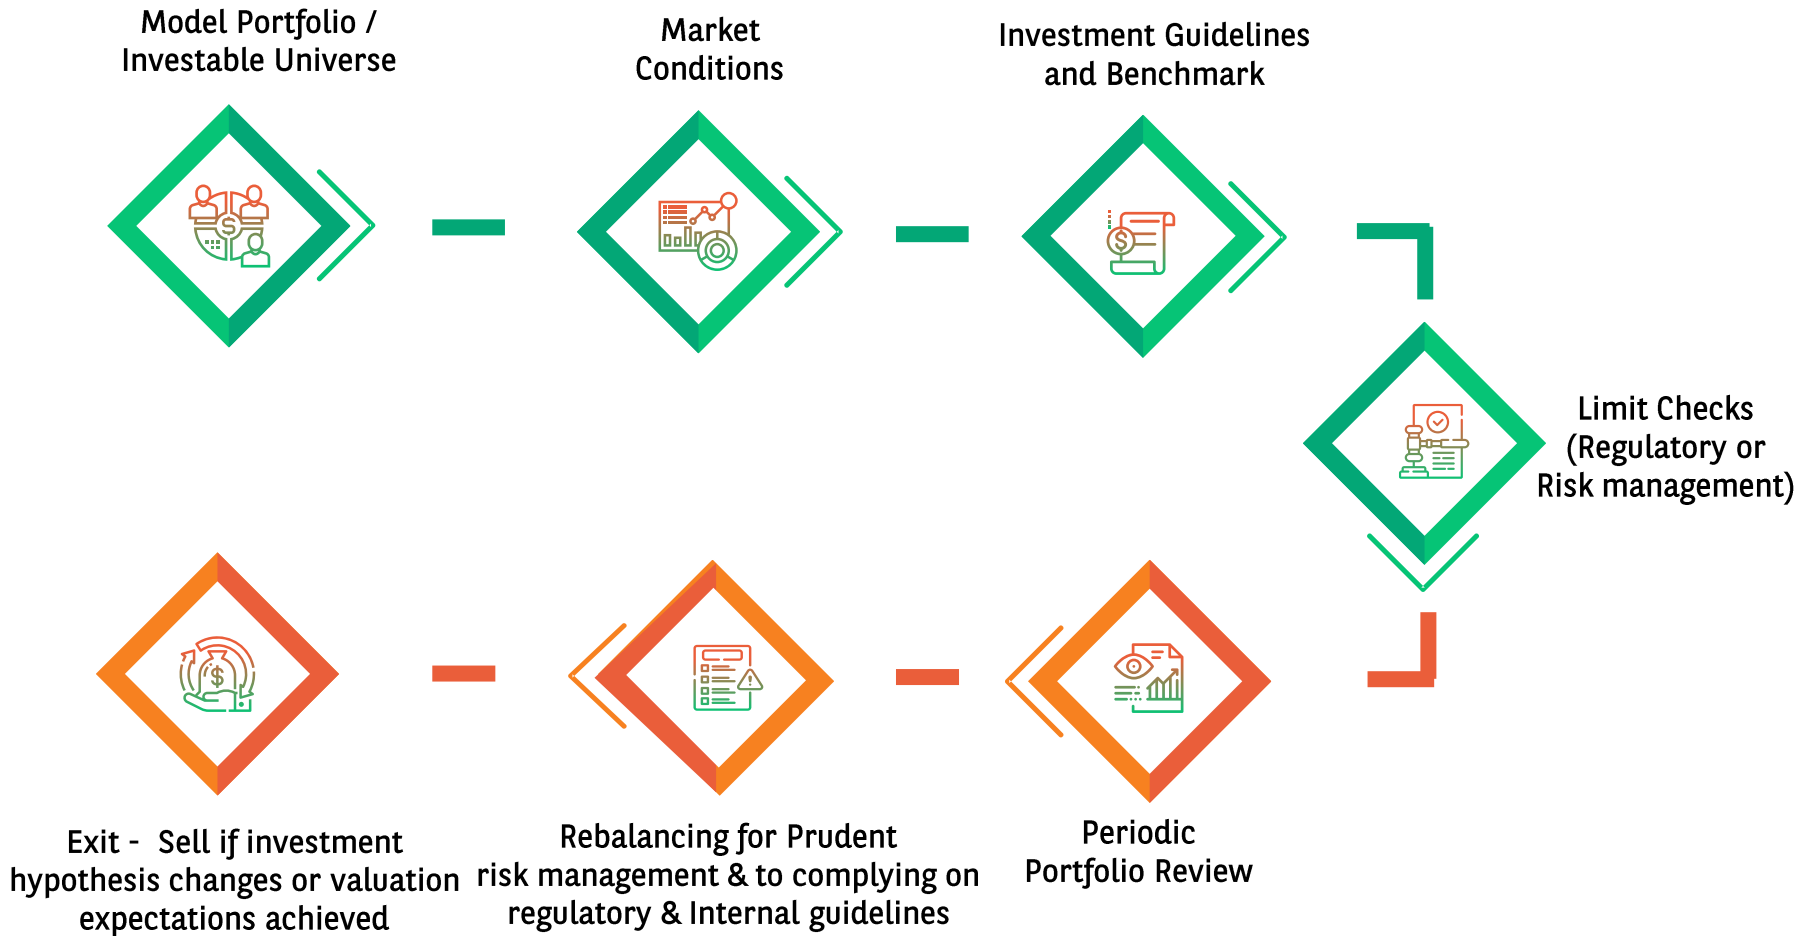 Model Portfolio /
Investable Universe
Market
Conditions
Investment Guidelines
and Benchmark
Limit Checks
(Regulatory or
Risk management)
Periodic
Portfolio Review
Rebalancing for Prudent
risk management & to complying on
regulatory & Internal guidelines
Exit - Sell if investment
hypothesis changes or valuation
expectations achieved